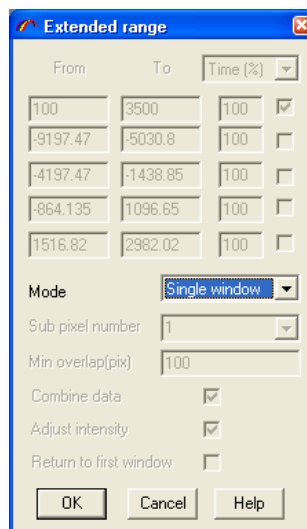 Extended range
From To Time (%)
100 3500 100
-9197.47 -5030.8 100
-4197.47 -1438.85 100
-864.135 1096.65 100
1516.82 2982.02 100
Mode Single window
Sub pixel number 1
Min overlap(pix) 100
Combine data
Adjust intensity
Return to first window
OK Cancel Help